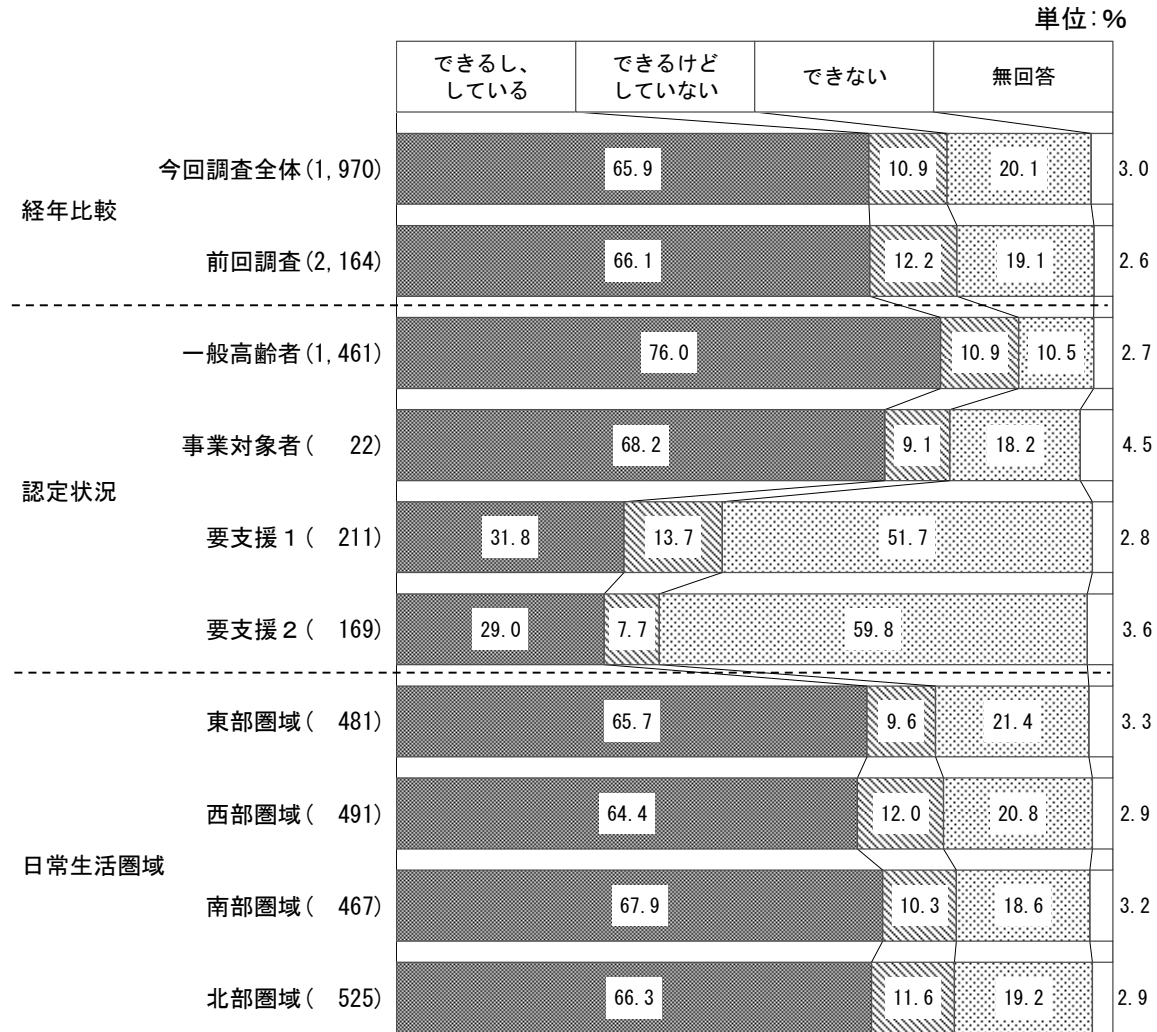 単位：％
できるし、
している
できるけど
していない
できない
無回答
経年比較
今回調査全体(1,970) 65.9 10.9 20.1 3.0
前回調査(2,164) 66.1 12.2 19.1 2.6
認定状況
一般高齢者(1,461) 76.0 10.9 10.5 2.7
事業対象者(　22) 68.2 9.1 18.2 4.5
要支援１(　211) 31.8 13.7 51.7 2.8
要支援２(　169) 29.0 7.7 59.8 3.6
日常生活圏域
東部圏域(　481) 65.7 9.6 21.4 3.3
西部圏域(　491) 64.4 12.0 20.8 2.9
南部圏域(　467) 67.9 10.3 18.6 3.2
北部圏域(　525) 66.3 11.6 19.2 2.9